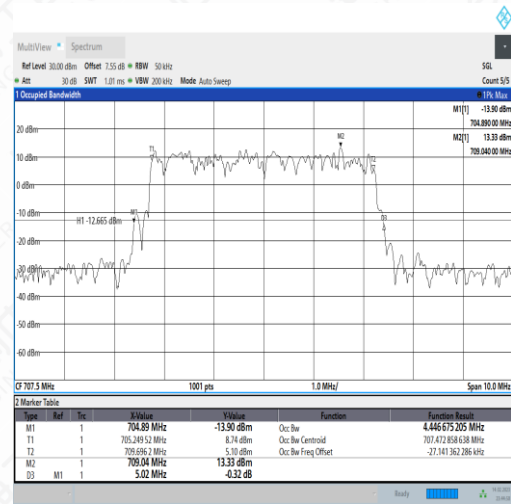 MultiView Spectrum
Ref Level 30.00 dBm Offset 7.55 dB RBW 50 kHz SGL
Att 30 dB SWT 1.01 ms VBW 200 kHz Mode Auto Sweep Count 5/5
1 Occupied Bandwidth 1Pk Max
M1[1] -13.90 dBm
704.890 00 MHz
M2[1] 13.33 dBm
709.040 00 MHz
20 dBm
M2
T1
T2
10 dBm
0 dBm
-10 dBm
M1
H1 -12.665 dBm
D3
-20 dBm
-30 dBm
-40 dBm
-50 dBm
-60 dBm
CF 707.5 MHz 1001 pts 1.0 MHz/ Span 10.0 MHz
2 Marker Table
Type Ref Trc X-Value Y-Value Function Function Result
M1 1 704.89 MHz -13.90 dBm Occ Bw 4.446 675 205 MHz
T1 1 705.249 52 MHz 8.74 dBm Occ Bw Centroid 707.472 858 638 MHz
T2 1 709.696 2 MHz 5.10 dBm Occ Bw Freq Offset -27.141 362 286 kHz
M2 1 709.04 MHz 13.33 dBm
D3 M1 1 5.02 MHz -0.32 dB
Ready